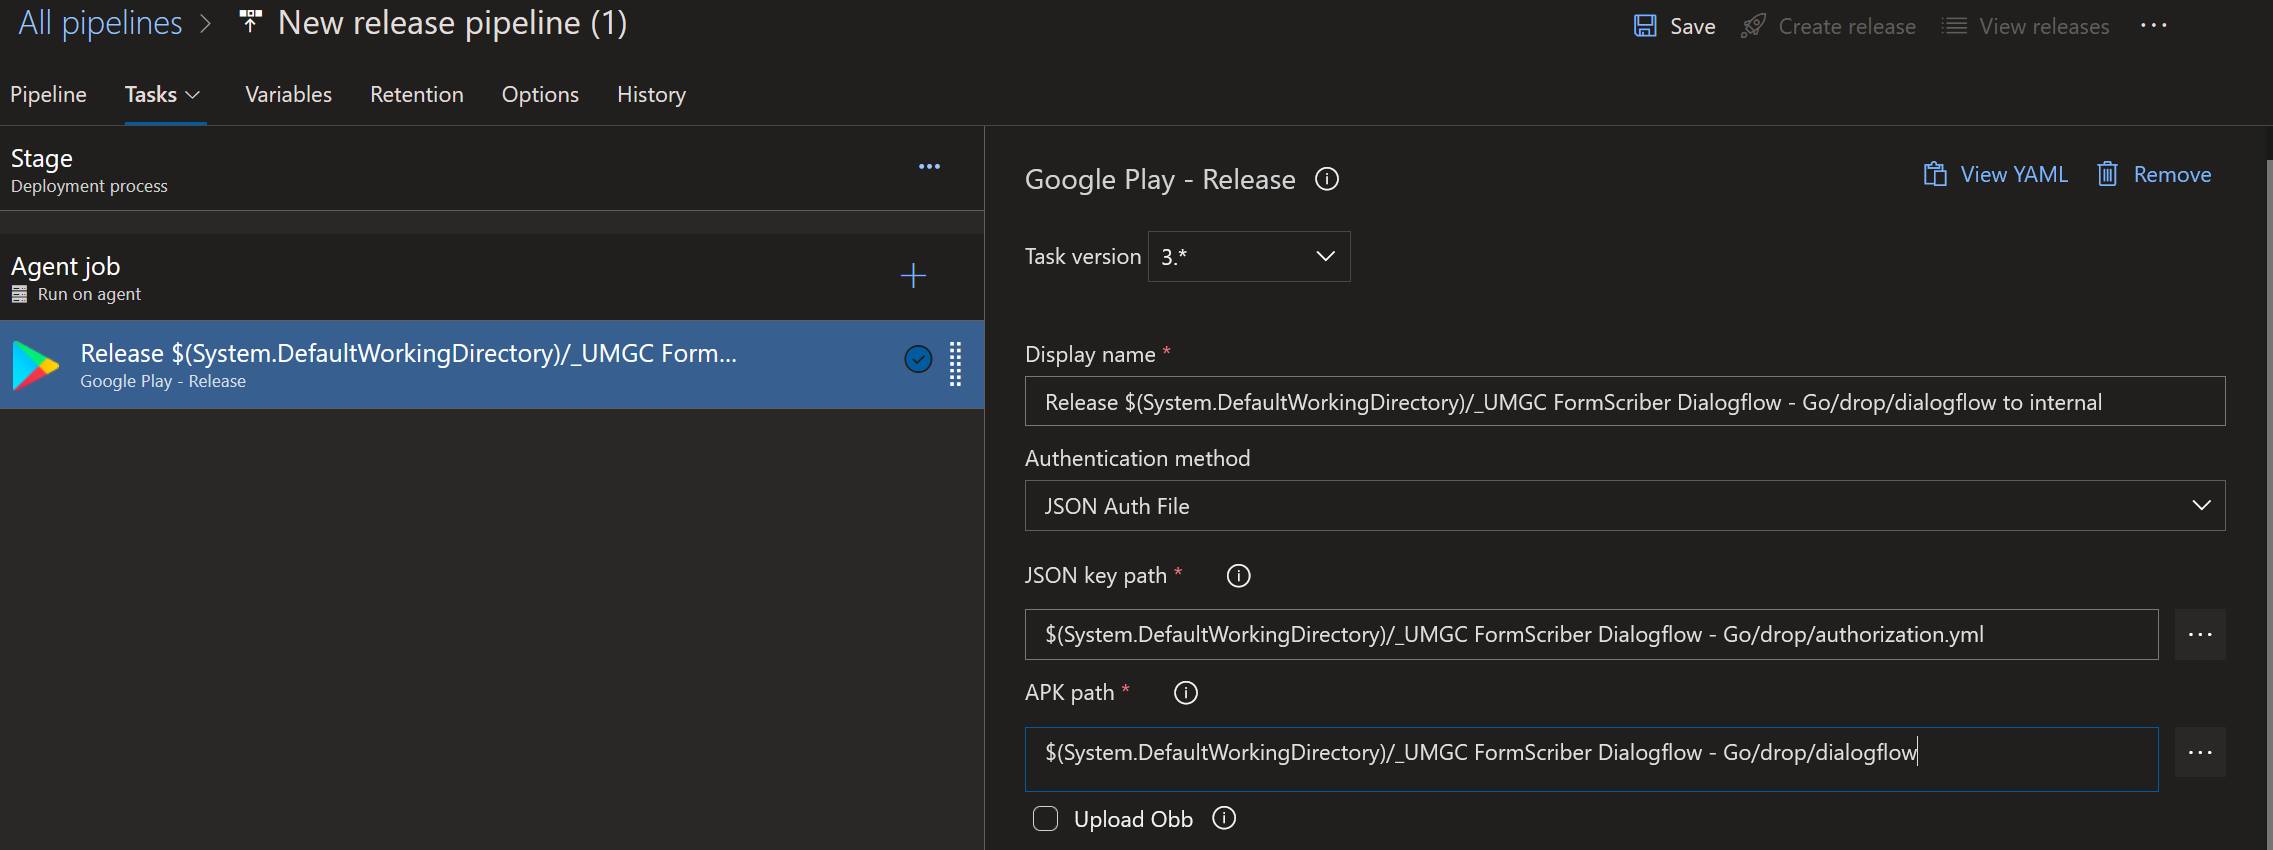 All pipelines > New release pipeline (1)
Save Create release View releases ...
Pipeline Tasks Variables Retention Options History
Stage
Deployment process
...
Agent job
Run on agent
Release $(System.DefaultWorkingDirectory)/_UMGC Form...
Google Play - Release
Google Play - Release
View YAML Remove
Task version 3.*
Display name *
Release $(System.DefaultWorkingDirectory)/_UMGC FormScriber Dialogflow - Go/drop/dialogflow to internal
Authentication method
JSON Auth File
JSON key path *
$(System.DefaultWorkingDirectory)/_UMGC FormScriber Dialogflow - Go/drop/authorization.yml
...
APK path *
$(System.DefaultWorkingDirectory)/_UMGC FormScriber Dialogflow - Go/drop/dialogflow
...
Upload Obb